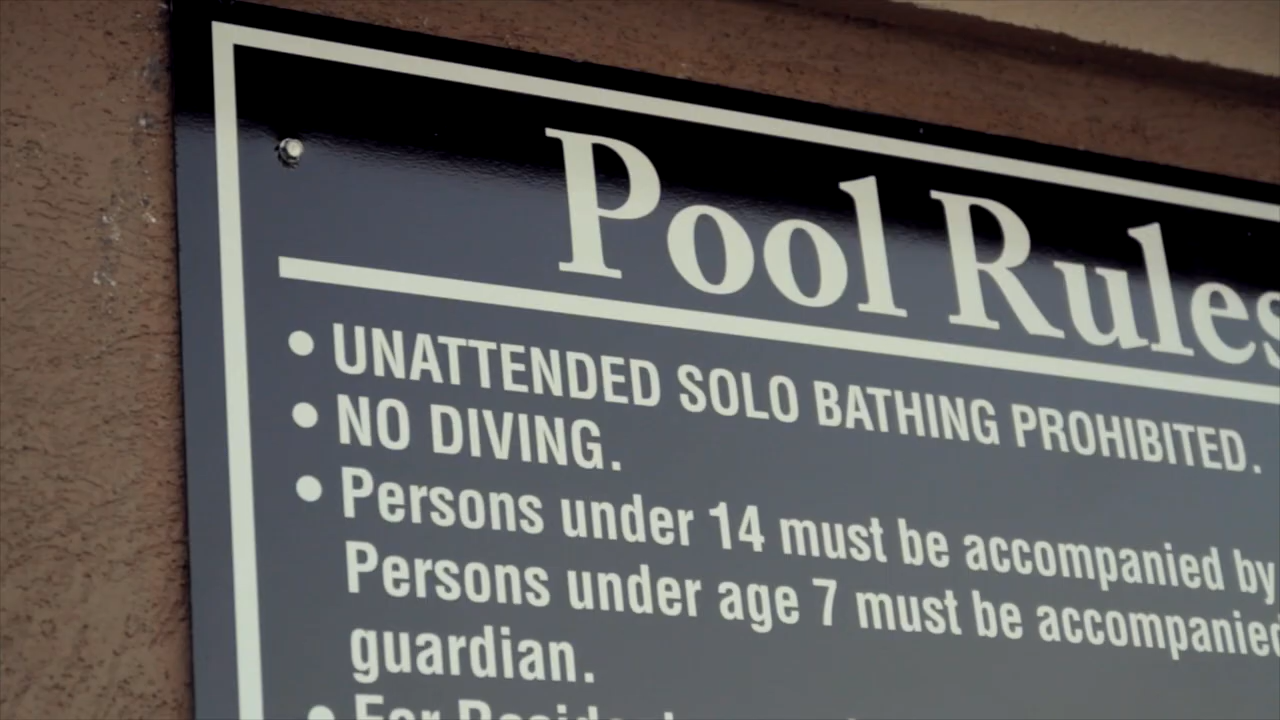 Pool Rules
• UNATTENDED SOLO BATHING PROHIBITED.
• NO DIVING.
• Persons under 14 must be accompanied by
Persons under age 7 must be accompanied
guardian.
• For